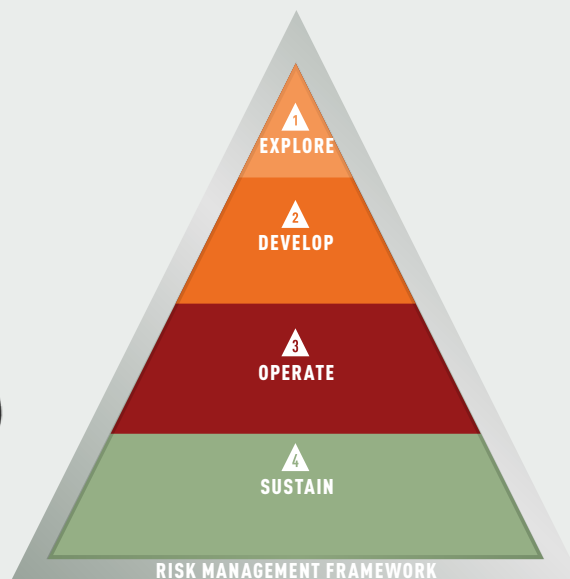 1
EXPLORE
2
DEVELOP
3
OPERATE
4
SUSTAIN
RISK MANAGEMENT FRAMEWORK